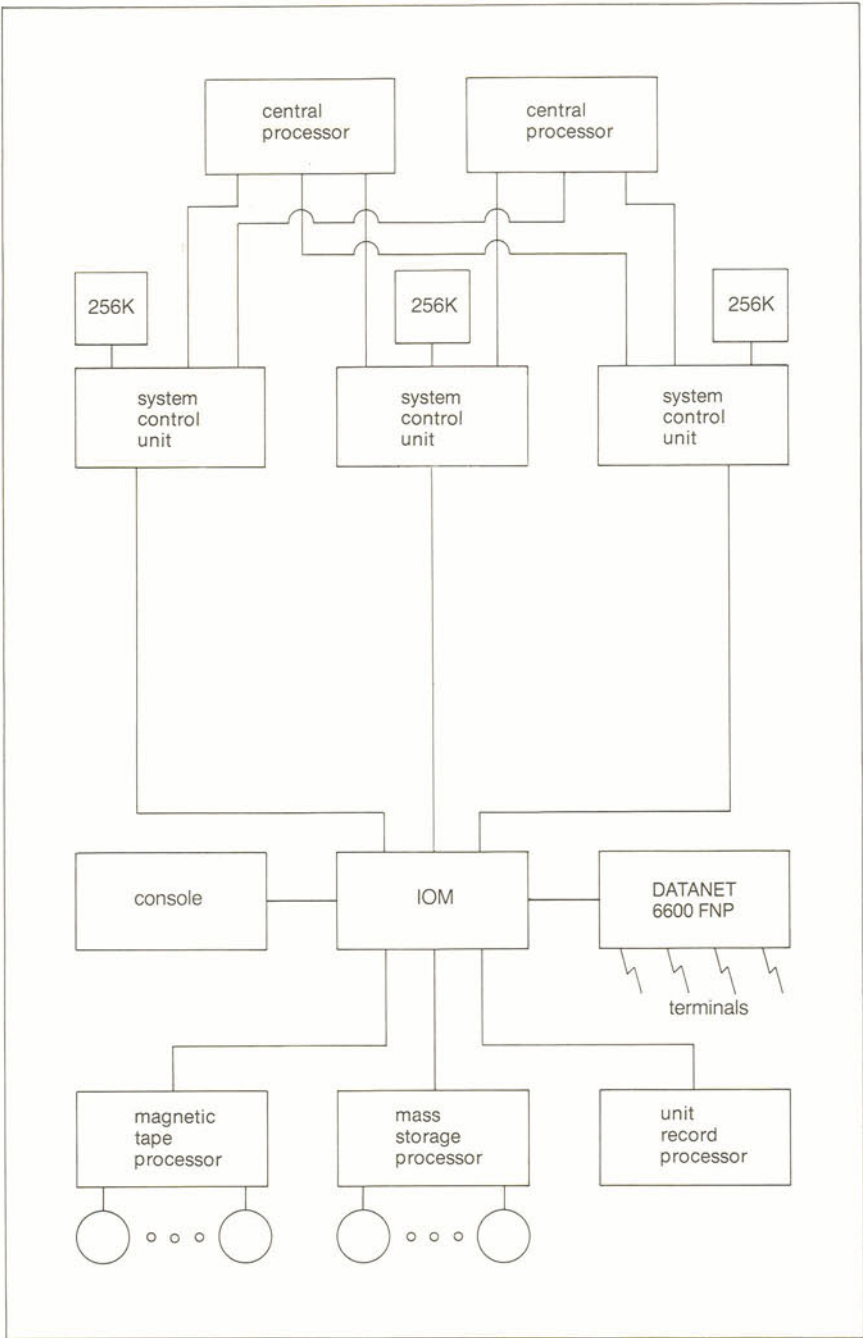 central
processor
central
processor
256K
256K
256K
system
control
unit
system
control
unit
system
control
unit
console
IOM
DATANET
6600 FNP
terminals
magnetic
tape
processor
mass
storage
processor
unit
record
processor